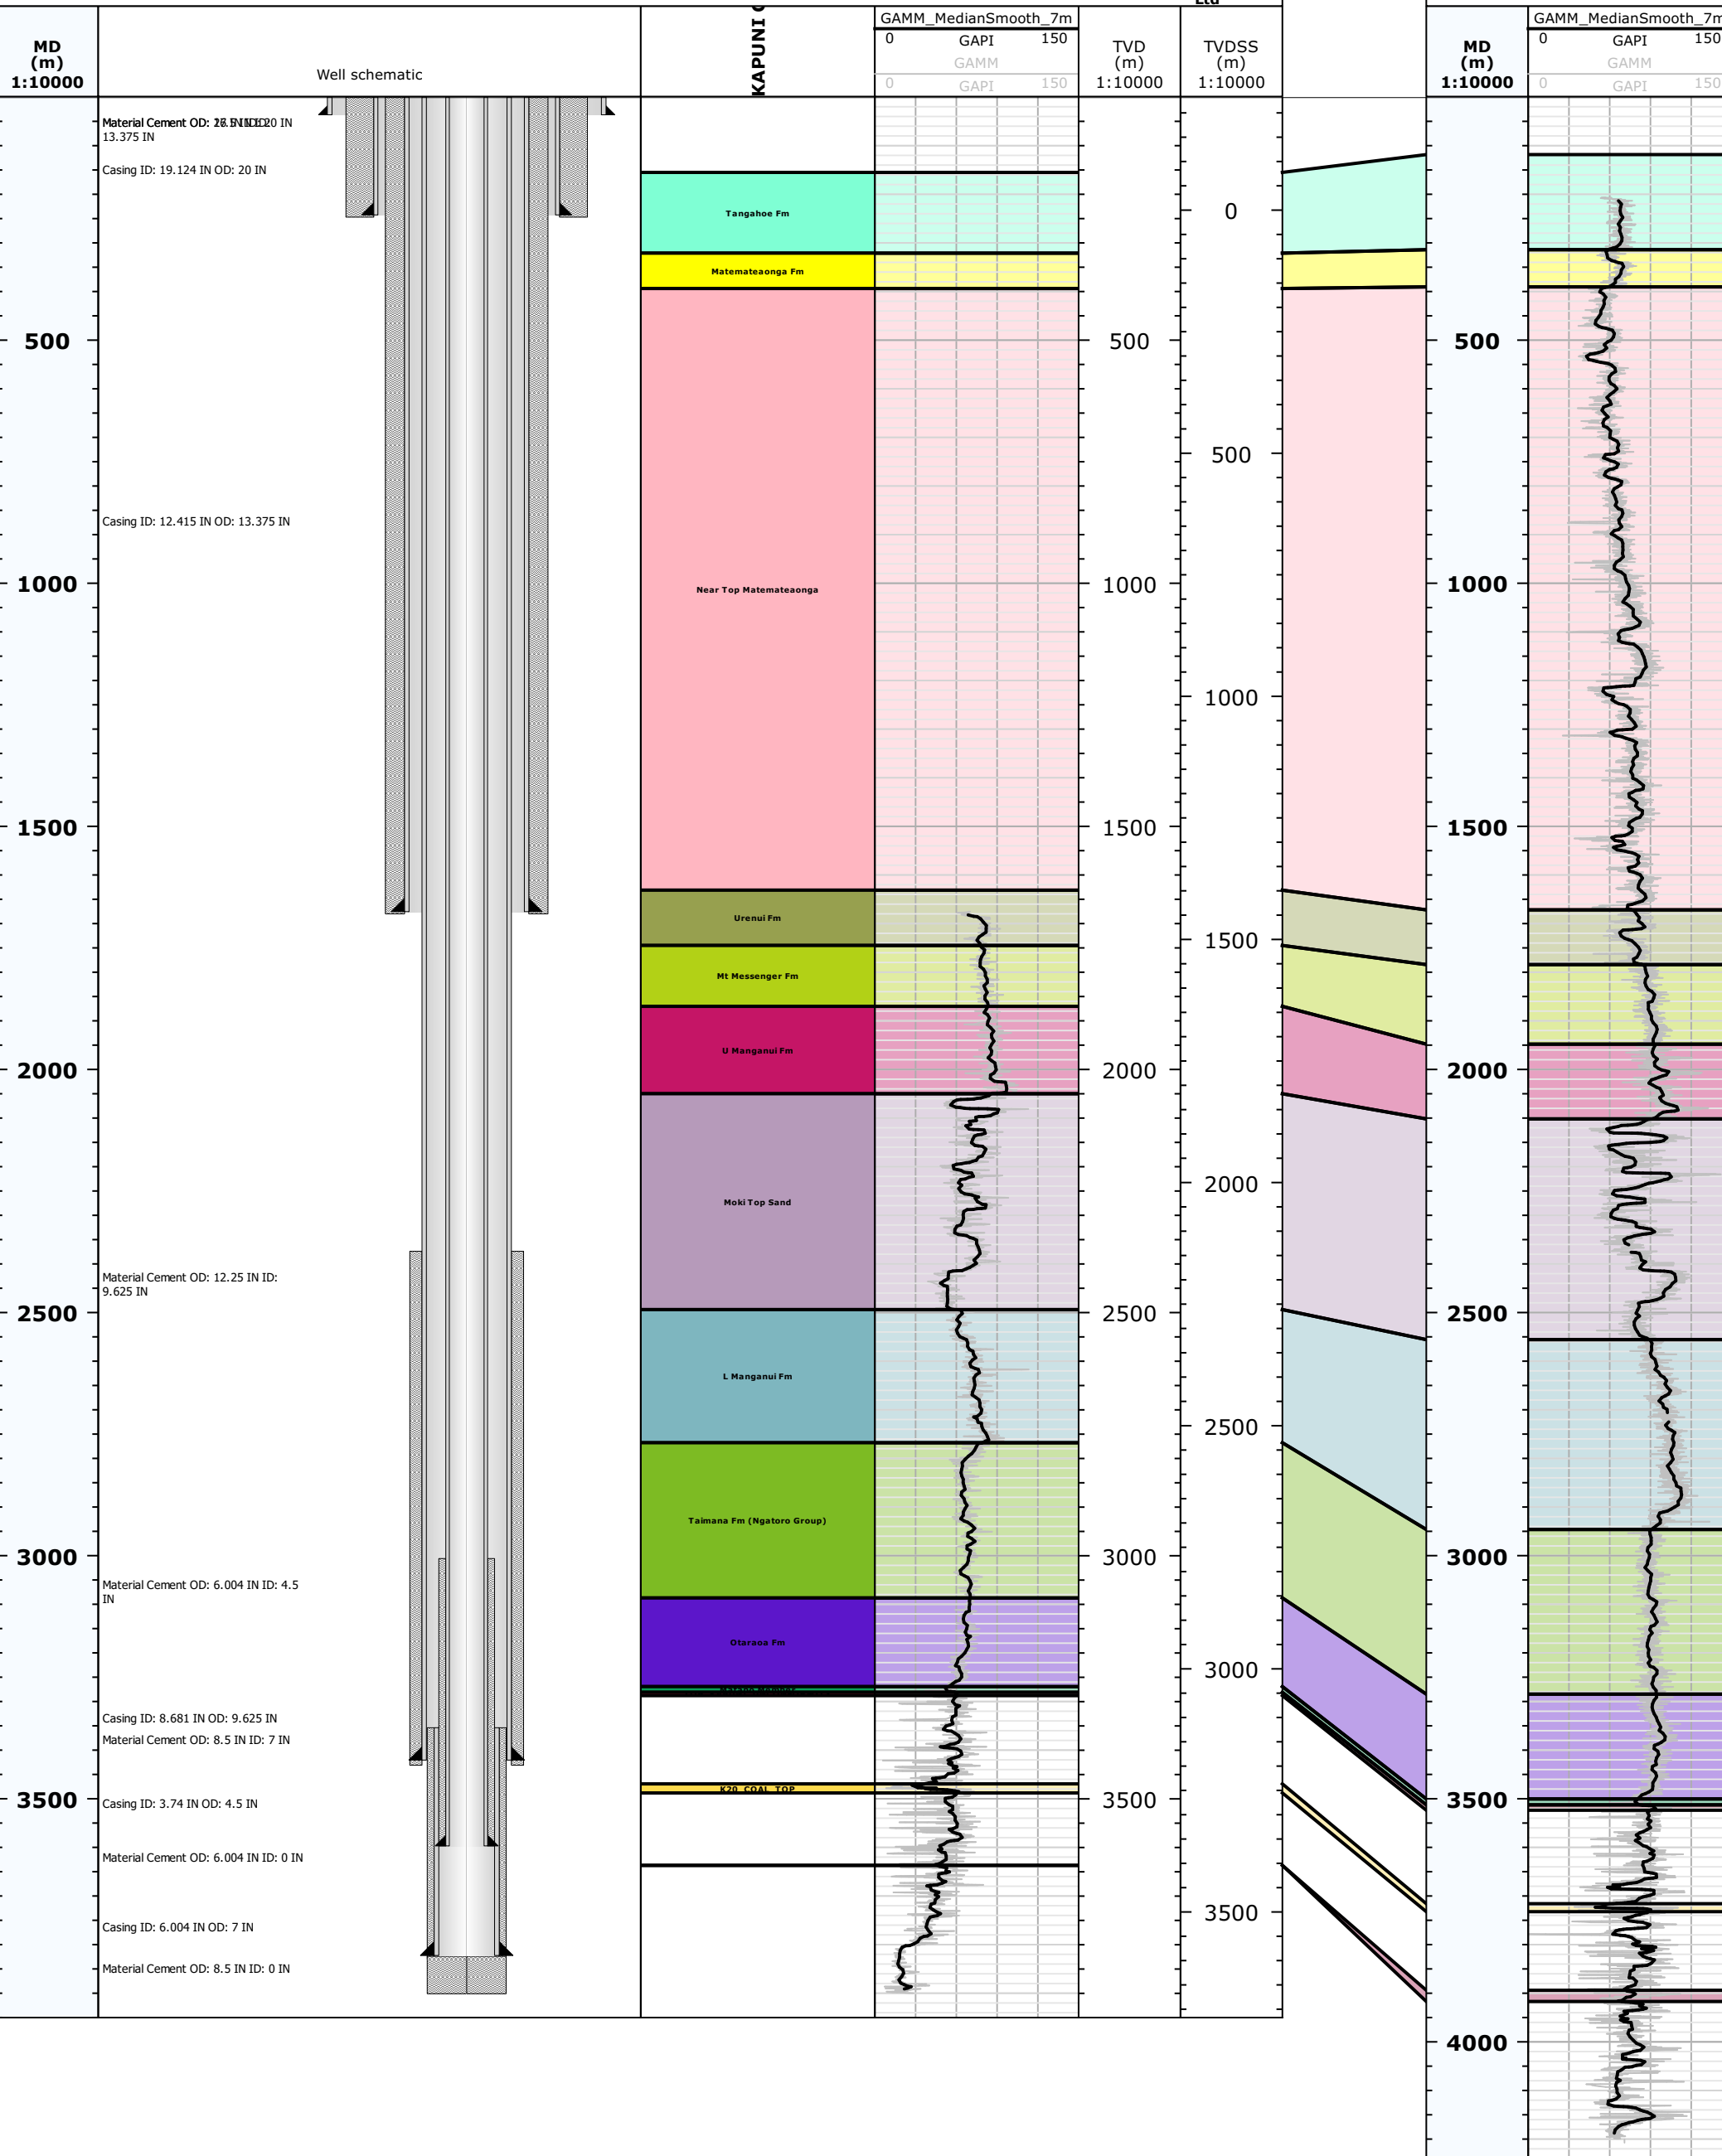 Ltd
MD
(m)
1:10000
Well schematic
KAPUNI
GAMM_MedianSmooth_7m
0 GAPI 150
GAMM
0 GAPI 150
TVD
(m)
1:10000
TVDSS
(m)
1:10000
MD
(m)
1:10000
GAMM_MedianSmooth_7m
0 GAPI 150
GAMM
0 GAPI 150
Material Cement OD: 20 IN
13.375 IN
Casing ID: 19.124 IN OD: 20 IN
Casing ID: 12.415 IN OD: 13.375 IN
Material Cement OD: 12.25 IN ID:
9.625 IN
Material Cement OD: 6.004 IN ID: 4.5
IN
Casing ID: 8.681 IN OD: 9.625 IN
Material Cement OD: 8.5 IN ID: 7 IN
Casing ID: 3.74 IN OD: 4.5 IN
Material Cement OD: 6.004 IN ID: 0 IN
Casing ID: 6.004 IN OD: 7 IN
Material Cement OD: 8.5 IN ID: 0 IN
500
1000
1500
2000
2500
3000
3500
Tangahoe Fm
Matemateaonga Fm
Near Top Matemateaonga
Urenui Fm
Mt Messenger Fm
U Manganui Fm
Moki Top Sand
L Manganui Fm
Taimana Fm (Ngatoro Group)
Otaraoa Fm
K20_COAL_TOP
500
1000
1500
2000
2500
3000
3500
0
500
1000
1500
2000
2500
3000
3500
500
1000
1500
2000
2500
3000
3500
4000